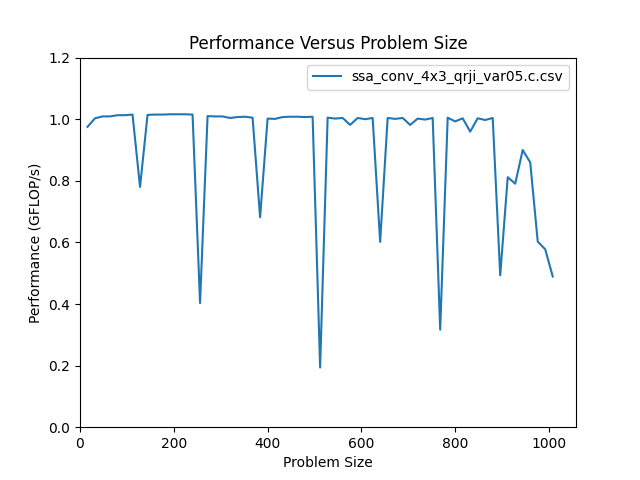 Performance Versus Problem Size
ssa_conv_4x3_qrji_var05.c.csv
1.2
1.0
0.8
0.6
0.4
0.2
0.0
Performance (GFLOP/s)
0 200 400 600 800 1000
Problem Size